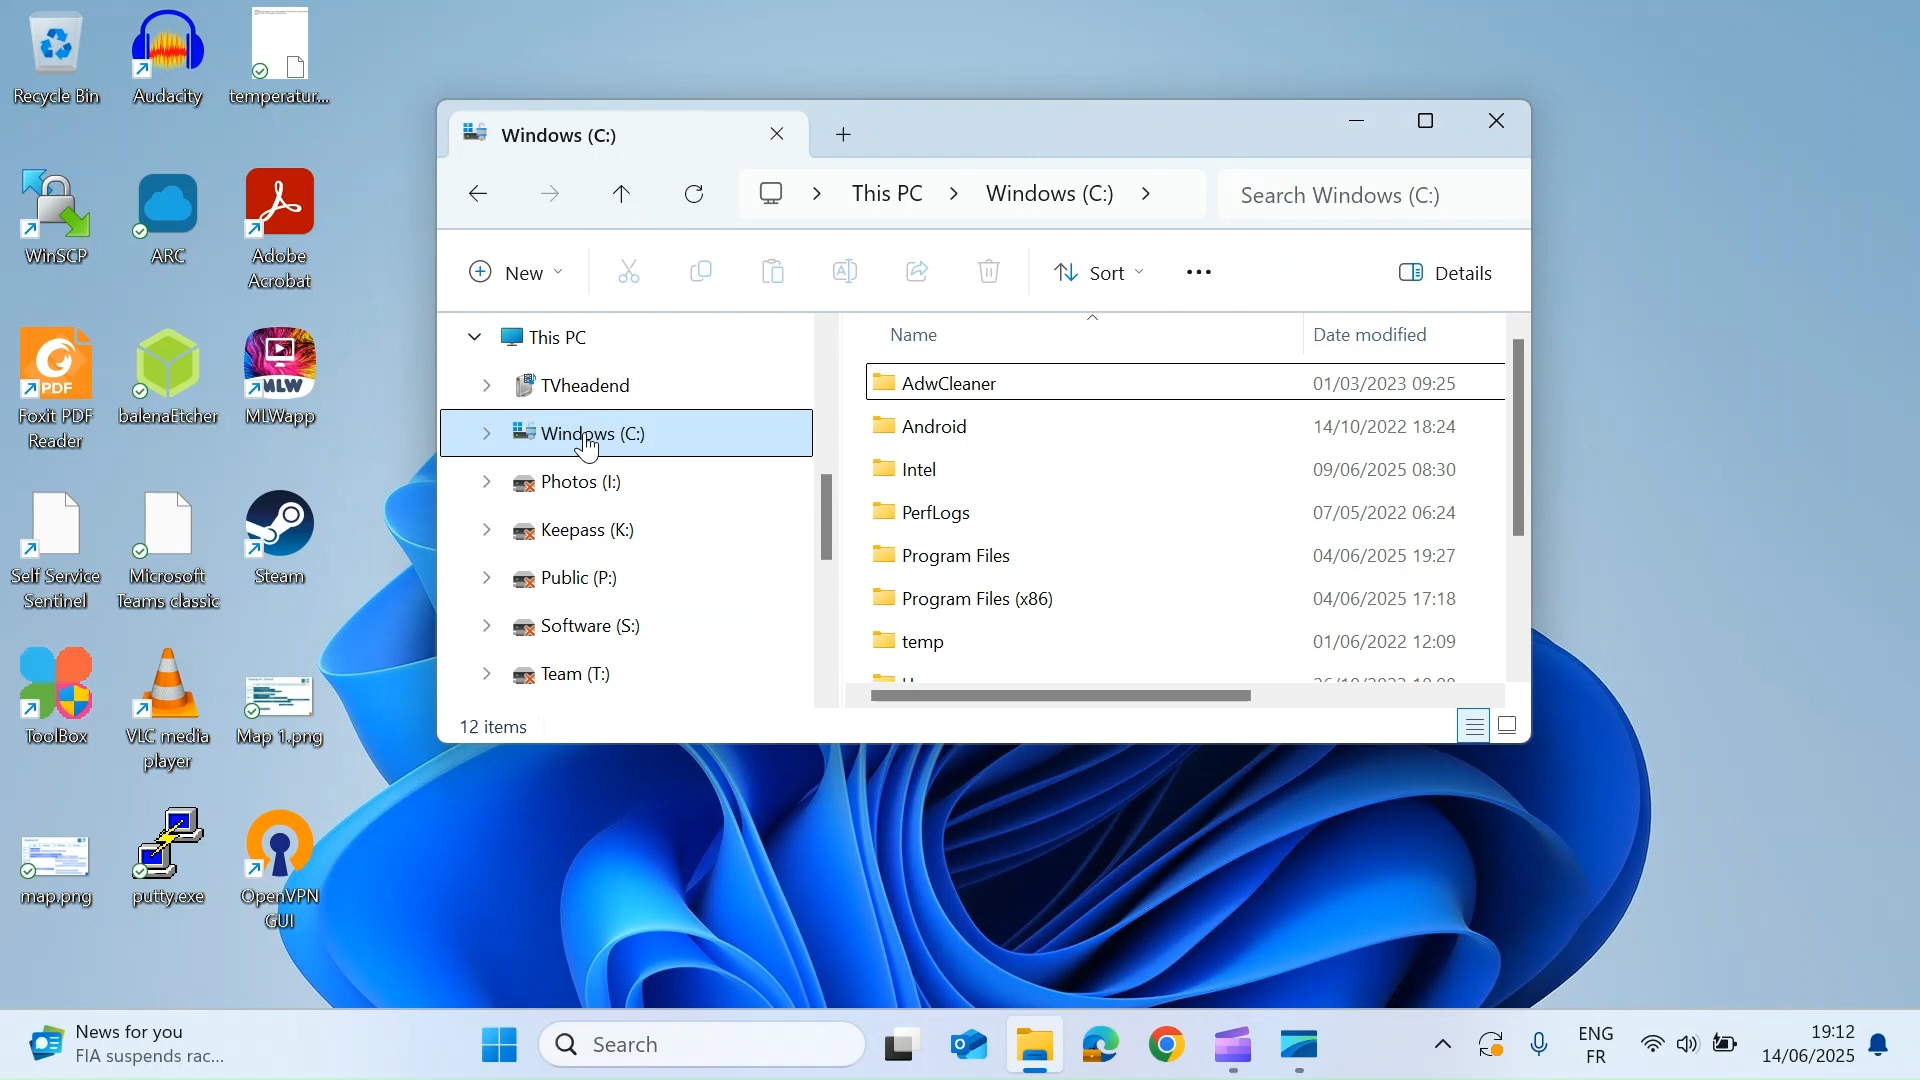 Recycle Bin
Audacity
temperatur...
WinSCP
ARC
Adobe
Acrobat
Foxit PDF
Reader
balenaEtcher
MLW
MLWapp
Self Service
Sentinel
Microsoft
Teams classic
Steam
ToolBox
VLC media
player
Map 1.png
map.png
putty.exe
OpenVPN
GUI
Windows (C:)
This PC
Windows (C:)
Search Windows (C:)
New
Sort
Details
This PC
TVheadend
Windows (C:)
Photos (I:)
Keepass (K:)
Public (P:)
Software (S:)
Team (T:)
Name Date modified
AdwCleaner 01/03/2023 09:25
Android 14/10/2022 18:24
Intel 09/06/2025 08:30
PerfLogs 07/05/2022 06:24
Program Files 04/06/2025 19:27
Program Files (x86) 04/06/2025 17:18
temp 01/06/2022 12:09
12 items
News for you
FIA suspends rac...
Search
ENG
FR
19:12
14/06/2025